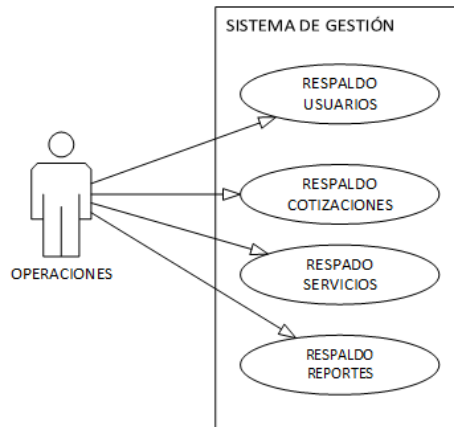 SISTEMA DE GESTIÓN
RESPALDO
USUARIOS
RESPALDO
COTIZACIONES
OPERACIONES
RESPADO
SERVICIOS
RESPALDO
REPORTES